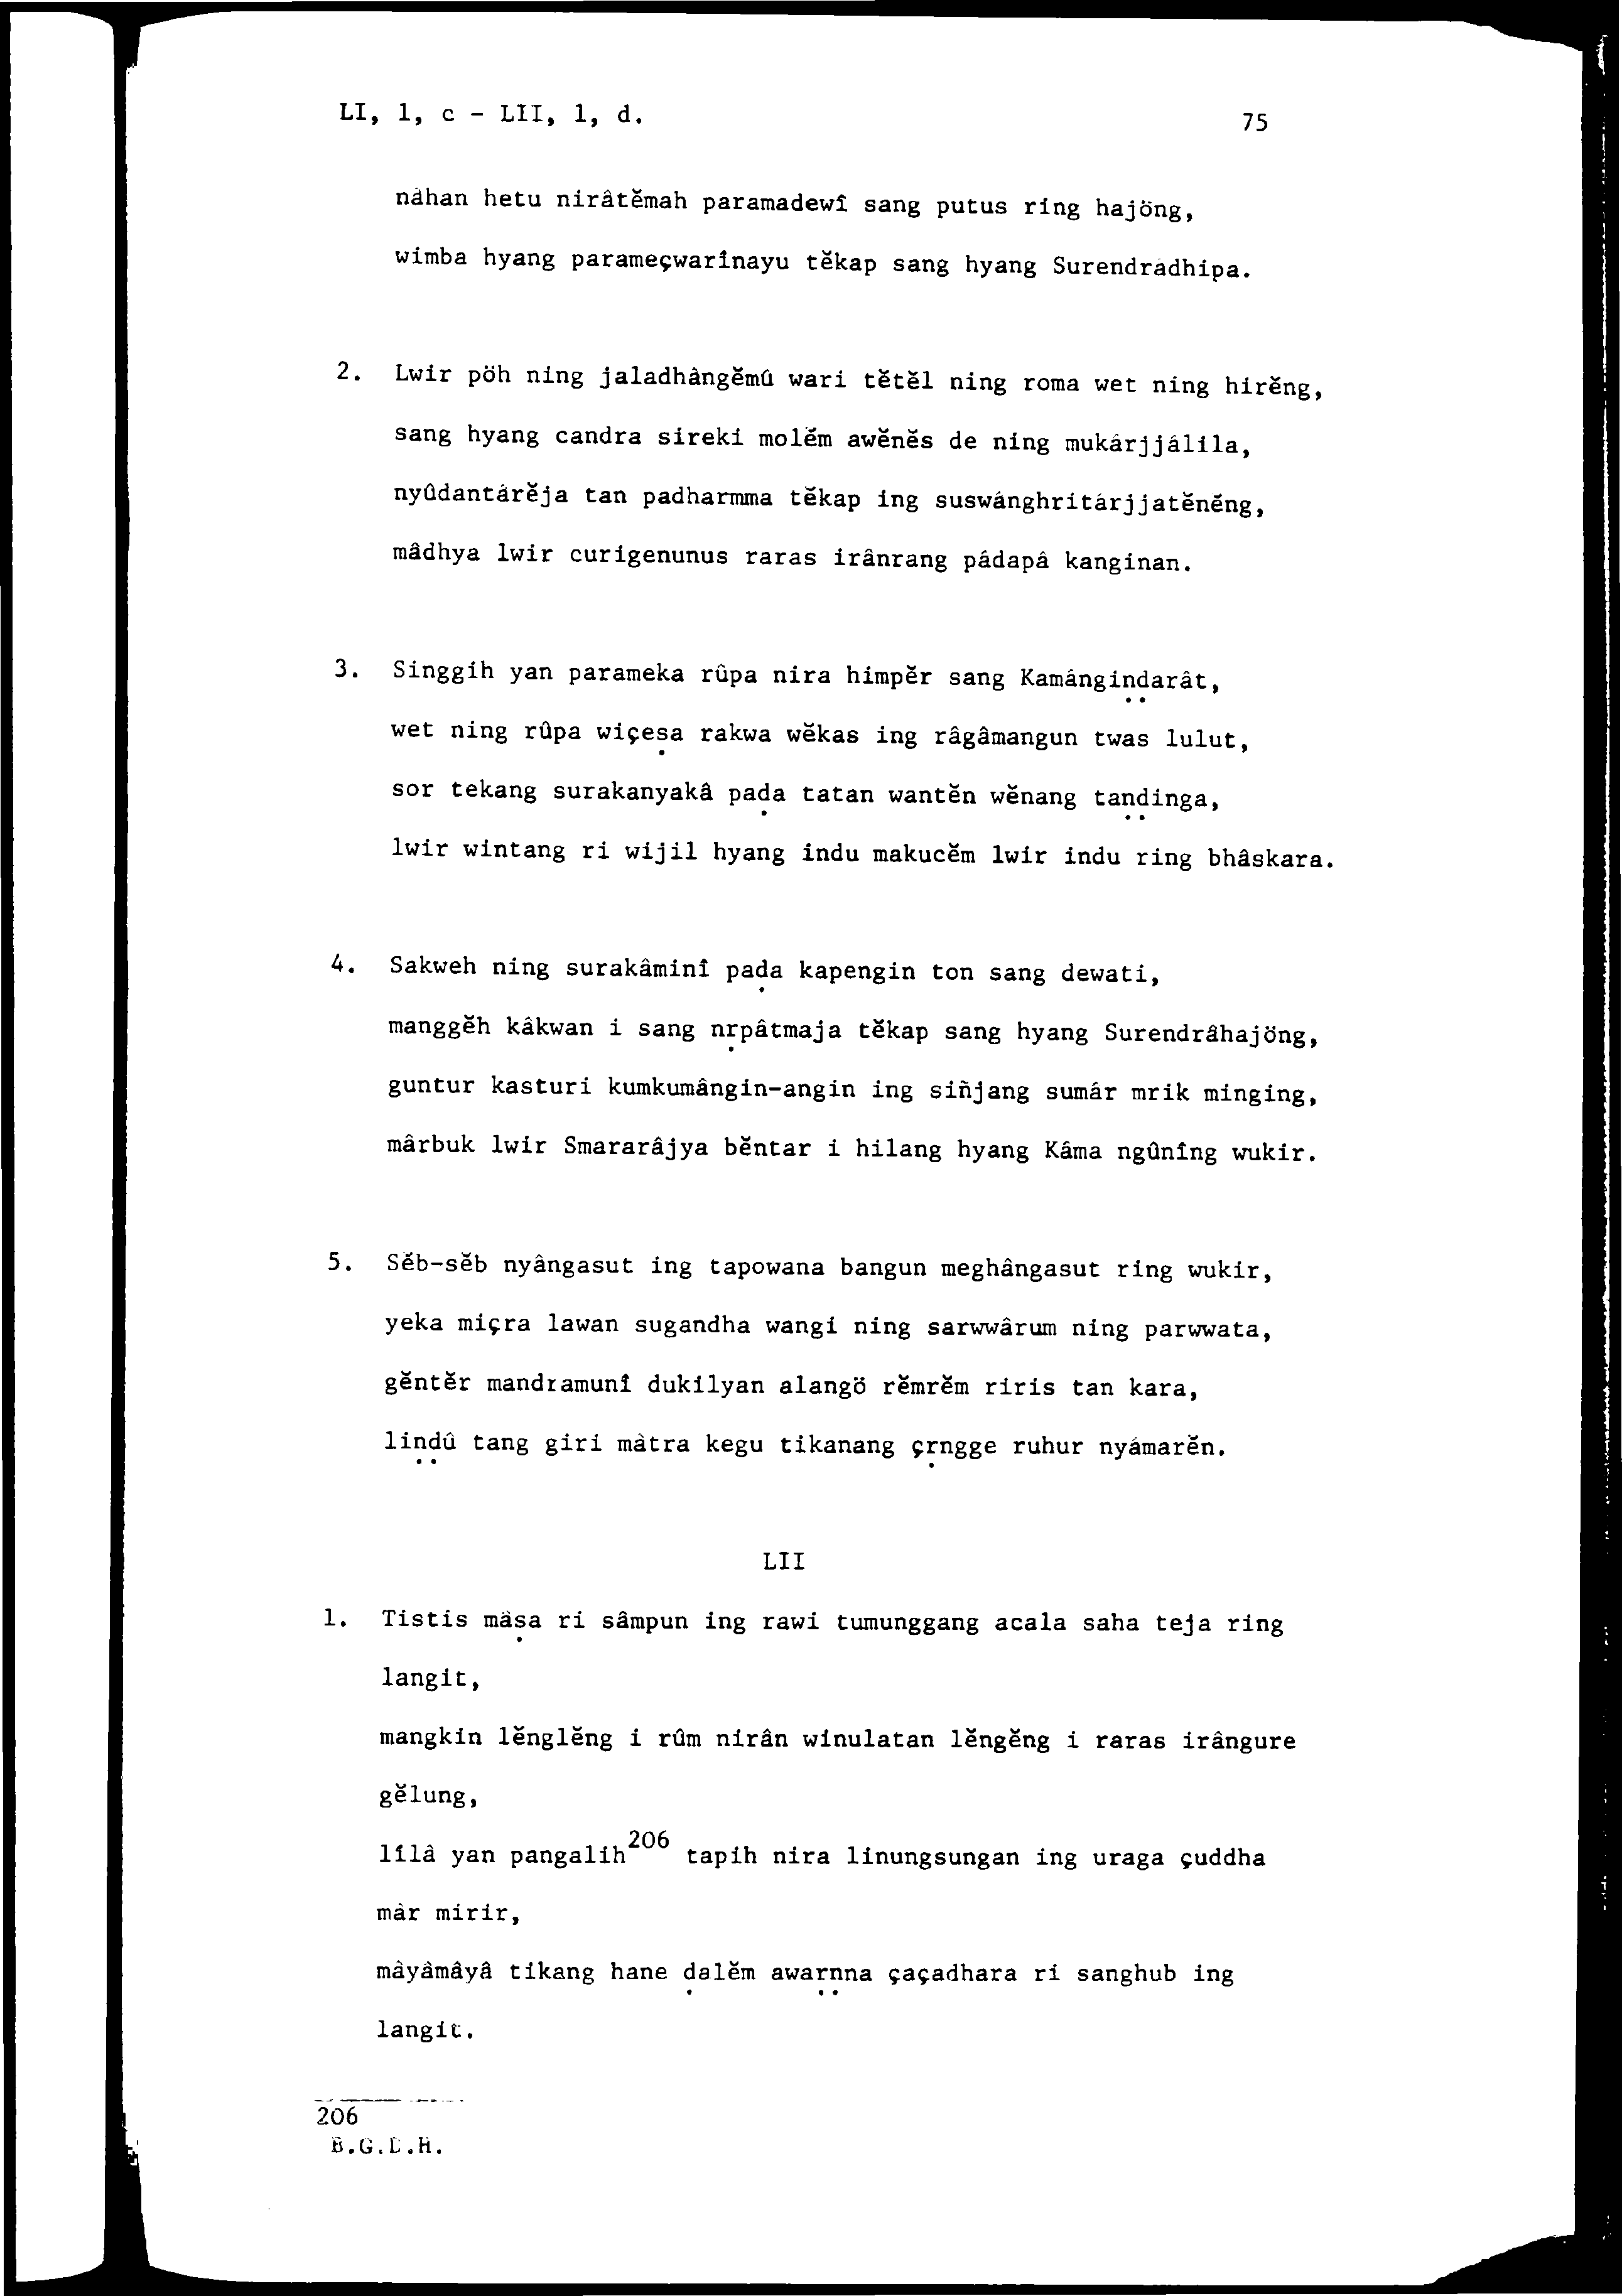 LI, 1, c - LII, 1, d.
75
nâhan hetu nirâtĕmah paramadewî sang putus ring hajöng,
wimba hyang parameçwarînayu tĕkap sang hyang Surendrâdhipa.
2. Lwir pöh ning jaladhângĕmû wari tĕtĕl ning roma wet ning hirĕng,
sang hyang candra sireki molĕm awĕnĕs de ning mukârjjâlila,
nyûdantârĕja tan padharmma tĕkap ing suswânghritârjjatĕnĕng,
mâdhya lwir curigenunus raras irânrang pâdapâ kanginan.
3. Singgih yan parameka rûpa nira himpĕr sang Kamângiṇḍarât,
wet ning rûpa wiçeṣa rakwa wĕkas ing râgâmangun twas lulut,
sor tekang surakanyakâ paḍa tatan wantĕn wĕnang taṇḍinga,
lwir wintang ri wijil hyang indu makucĕm lwir indu ring bhâskara.
4. Sakweh ning surakâminî paḍa kapengin ton sang dewati,
manggĕh kâkwan i sang nṛpâtmaja tĕkap sang hyang Surendrâhajöng,
guntur kasturi kumkumângin-angin ing siñjang sumâr mrik minging,
mârbuk lwir Smararâjya bĕntar i hilang hyang Kâma ngûnîng wukir.
5. Sĕb-sĕb nyângasut ing tapowana bangun meghângasut ring wukir,
yeka miçra lawan sugandha wangi ning sarwwârum ning parwwata,
gĕntĕr mandramunî dukilyan alangö rĕmrĕm riris tan kara,
liṇḍû tang giri mâtra kegu tikanang çṛngge ruhur nyâmarĕn.
LII
1. Tistis mâṣa ri sâmpun ing rawi tumunggang acala saha teja ring
langit,
mangkin lĕnglĕng i rûm nirân winulatan lĕngĕng i raras irângure
gĕlung,
lîlâ yan pangalih²⁰⁶ tapih nira linungsungan ing uraga çuddha
mâr mirir,
mâyâmâyâ tikang hane ḍalĕm awarṇṇa çaçadhara ri sanghub ing
langit.
206
B.G.D.H.